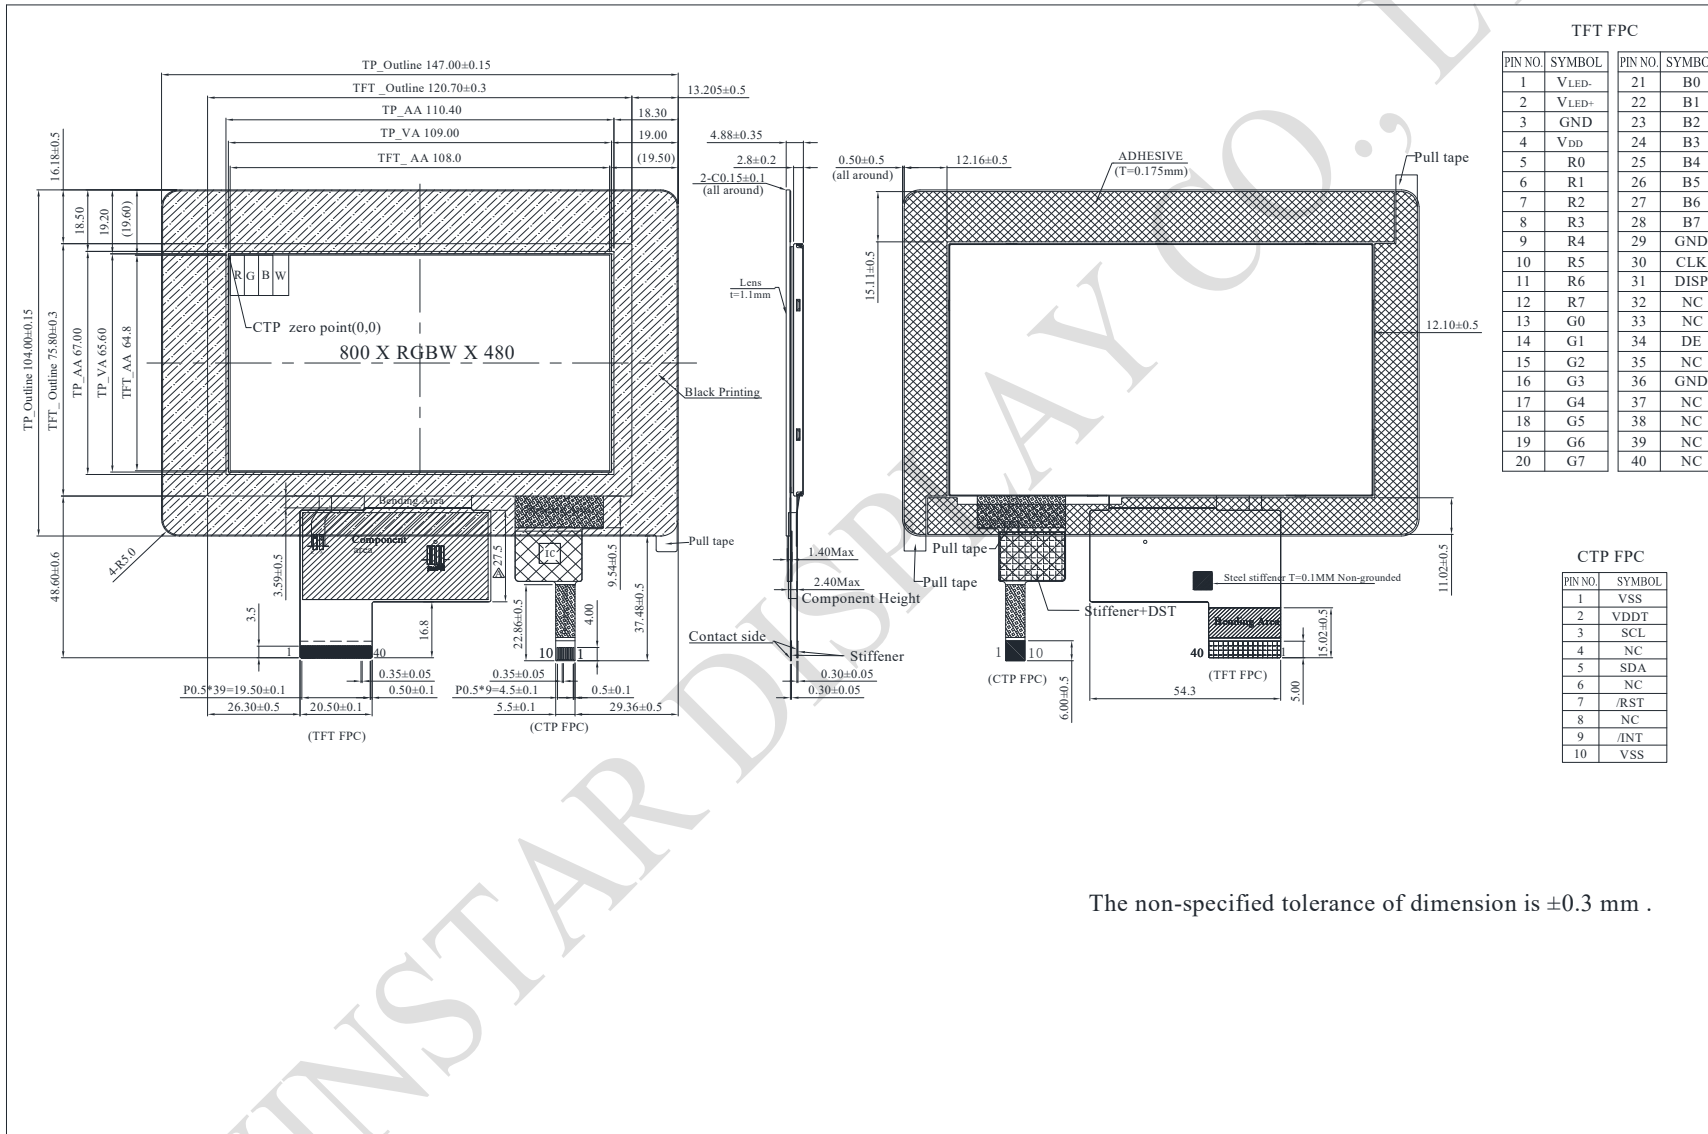 TFT FPC
PIN NO. SYMBOL PIN NO. SYMBO
1 VLED- 21 B0
2 VLED+ 22 B1
3 GND 23 B2
4 VDD 24 B3
5 R0 25 B4
6 R1 26 B5
7 R2 27 B6
8 R3 28 B7
9 R4 29 GND
10 R5 30 CLK
11 R6 31 DISP
12 R7 32 NC
13 G0 33 NC
14 G1 34 DE
15 G2 35 NC
16 G3 36 GND
17 G4 37 NC
18 G5 38 NC
19 G6 39 NC
20 G7 40 NC
TP_Outline 147.00±0.15
TFT _Outline 120.70±0.3
13.205±0.5
TP_AA 110.40
18.30
TP_VA 109.00
19.00
TFT_ AA 108.0
(19.50)
16.18±0.5
18.50
19.20
(19.60)
TP_Outline 104.00±0.15
TFT_ Outline 75.80±0.3
TP_AA 67.00
TP_VA 65.60
TFT_AA 64.8
R G B W
CTP zero point(0,0)
800 X RGBW X 480
Black Printing
Bending Area
Component
area
IC
Pull tape
4-R5.0
48.60±0.6
3.59±0.5
3.5
27.5
16.8
9.54±0.5
22.86±0.5
4.00
37.48±0.5
1 40
10 1
0.35±0.05
0.35±0.05
P0.5*39=19.50±0.1
0.50±0.1
P0.5*9=4.5±0.1
0.5±0.1
26.30±0.5
20.50±0.1
5.5±0.1
29.36±0.5
(TFT FPC)
(CTP FPC)
4.88±0.35
2.8±0.2
2-C0.15±0.1
(all around)
Lens
t=1.1mm
1.40Max
2.40Max
Component Height
Contact side
Stiffener
0.30±0.05
0.30±0.05
0.50±0.5
(all around)
12.16±0.5
ADHESIVE
(T=0.175mm)
Pull tape
15.11±0.5
12.10±0.5
Pull tape
Pull tape
Steel stiffener T=0.1MM Non-grounded
Stiffener+DST
Bonding Area
11.02±0.5
15.02±0.5
1 10
40 1
(CTP FPC)
(TFT FPC)
6.00±0.5
54.3
5.00
CTP FPC
PIN NO. SYMBOL
1 VSS
2 VDDT
3 SCL
4 NC
5 SDA
6 NC
7 /RST
8 NC
9 /INT
10 VSS
The non-specified tolerance of dimension is ±0.3 mm .
INSTAR DISPLAY CO., L